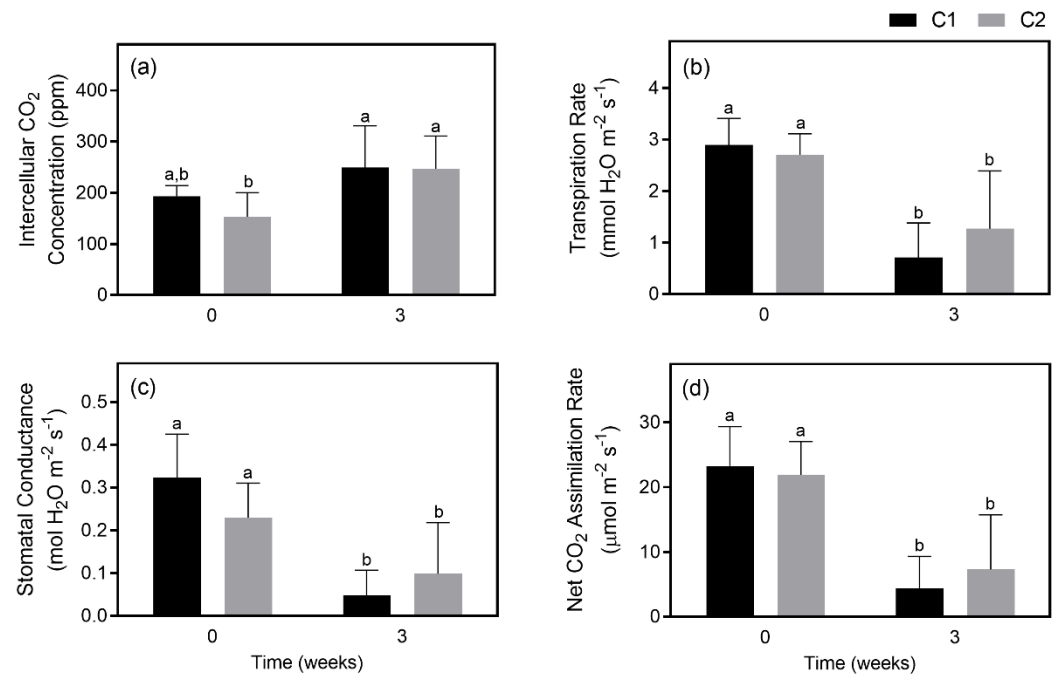 C1 C2
(a)
Intercellular CO2
Concentration (ppm)
400
300
200
100
0
a,b
b
a
a
0 3
(b)
Transpiration Rate
(mmol H2O m-2 s-1)
4
3
2
1
0
a
a
b
b
0 3
(c)
Stomatal Conductance
(mol H2O m-2 s-1)
0.5
0.4
0.3
0.2
0.1
0.0
a
a
b
b
0 3
Time (weeks)
(d)
Net CO2 Assimilation Rate
(μmol m-2 s-1)
30
20
10
0
a
a
b
b
0 3
Time (weeks)